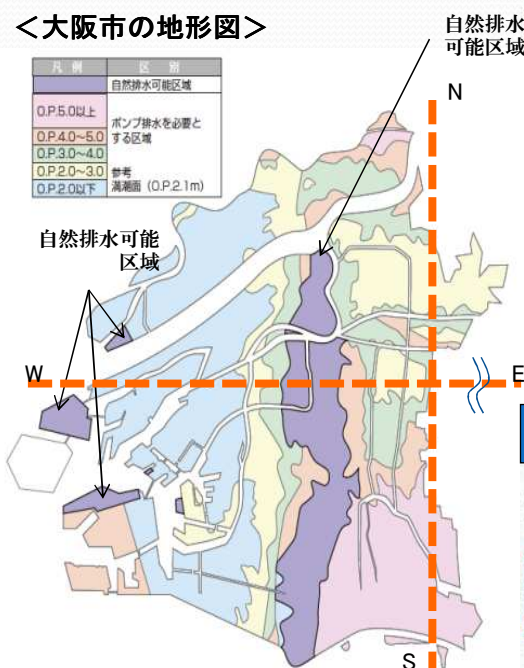 <大阪市の地形図>
自然排水
可能区域
凡例 区別
自然排水可能区域
O.P.5.0以上
O.P.4.0~5.0
O.P.3.0~4.0
O.P.2.0~3.0
O.P.2.0以下
ポンプ排水を必要と
する区域
参考
満潮面(O.P.2.1m)
自然排水可能
区域
N
W
E
S